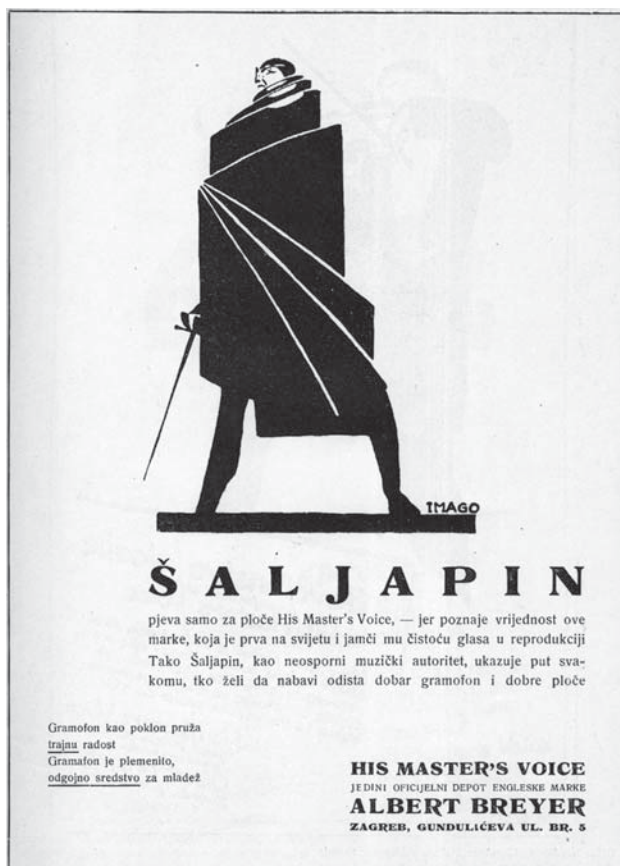 IMAGO
ŠALJAPIN
pjeva samo za ploče His Master's Voice, — jer poznaje vrijednost ove
marke, koja je prva na svijetu i jamči mu čistoću glasa u reprodukciji
Tako Šaljapin, kao neosporni muzički autoritet, ukazuje put sva-
komu, tko želi da nabavi odista dobar gramofon i dobre ploče
Gramofon kao poklon pruža
trajnu radost
Gramafon je plemenito,
odgojno sredstvo za mladež
HIS MASTER'S VOICE
JEDINI OFICIJELNI DEPOT ENGLESKE MARKE
ALBERT BREYER
ZAGREB, GUNDULIĆEVA UL. BR. 5